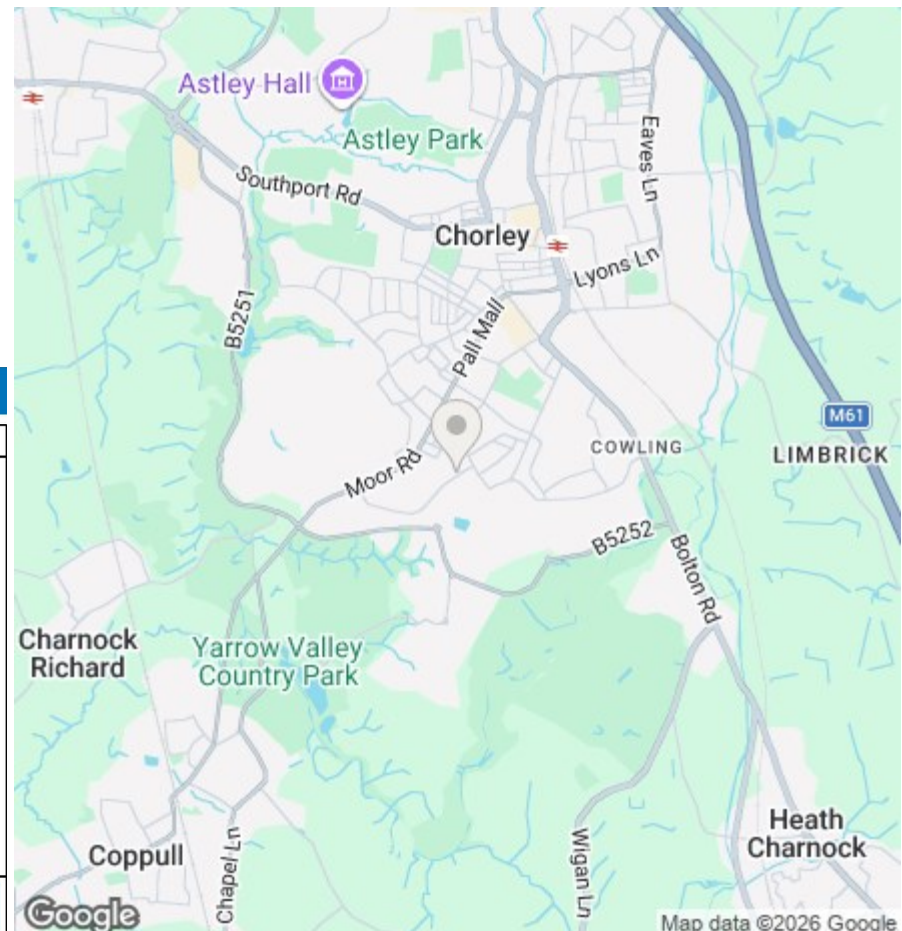 Astley Hall
Astley Park
Eaves Ln
Southport Rd
Chorley
Lyons Ln
B5251
Pall Mall
M61
COWLING
LIMBRICK
Moor Rd
B5252
Bolton Rd
Charnock
Richard
Yarrow Valley
Country Park
Heath
Charnock
Wigan Ln
Coppull
Chapel Ln
Google
Map data ©2026 Google